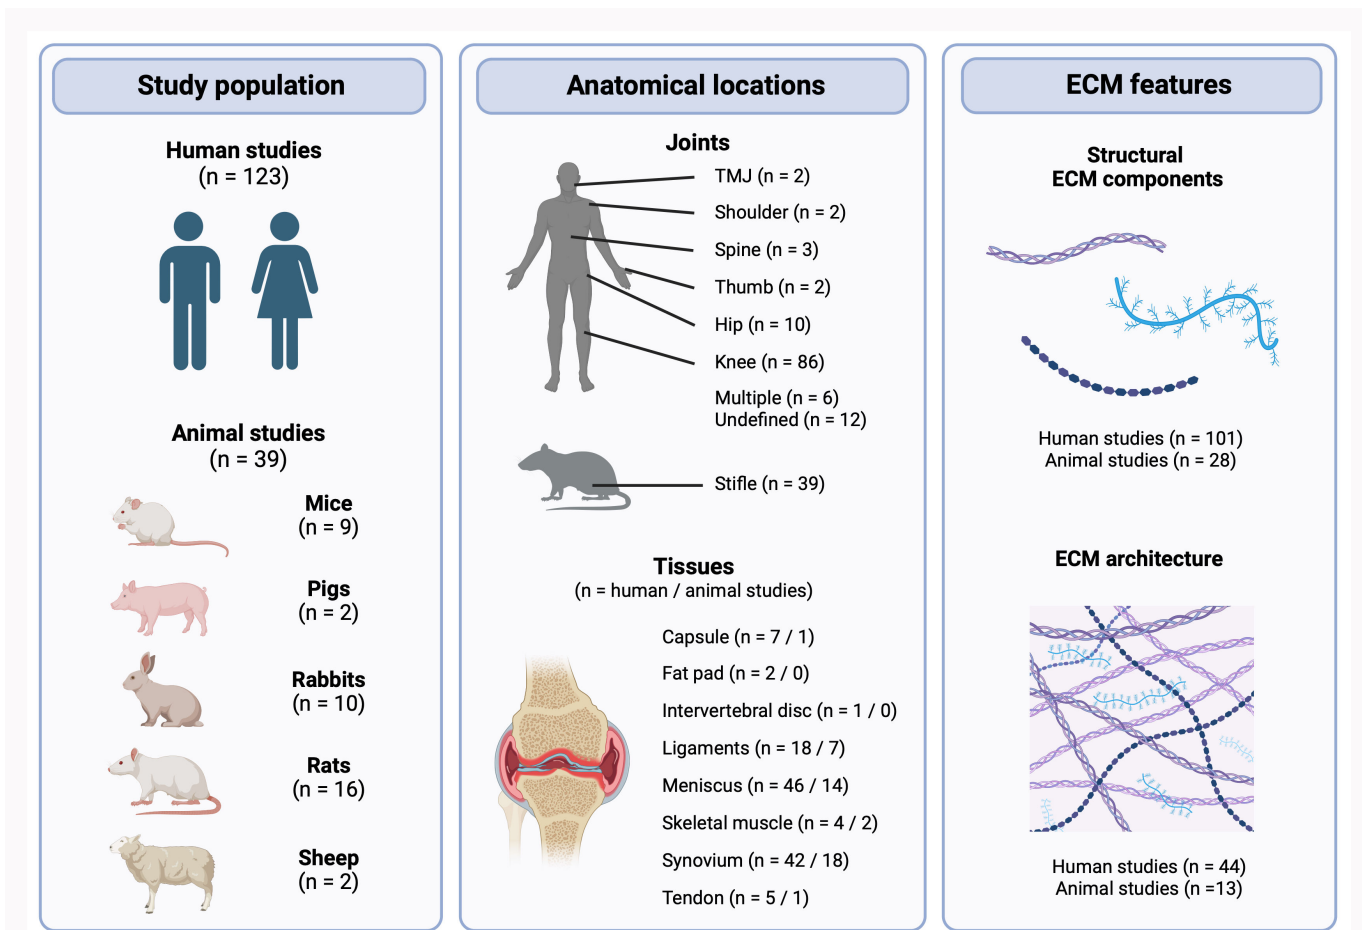 Study population
Human studies
(n = 123)
Animal studies
(n = 39)
Mice
(n = 9)
Pigs
(n = 2)
Rabbits
(n = 10)
Rats
(n = 16)
Sheep
(n = 2)
Anatomical locations
Joints
TMJ (n = 2)
Shoulder (n = 2)
Spine (n = 3)
Thumb (n = 2)
Hip (n = 10)
Knee (n = 86)
Multiple (n = 6)
Undefined (n = 12)
Stifle (n = 39)
Tissues
(n = human / animal studies)
Capsule (n = 7 / 1)
Fat pad (n = 2 / 0)
Intervertebral disc (n = 1 / 0)
Ligaments (n = 18 / 7)
Meniscus (n = 46 / 14)
Skeletal muscle (n = 4 / 2)
Synovium (n = 42 / 18)
Tendon (n = 5 / 1)
ECM features
Structural
ECM components
Human studies (n = 101)
Animal studies (n = 28)
ECM architecture
Human studies (n = 44)
Animal studies (n =13)